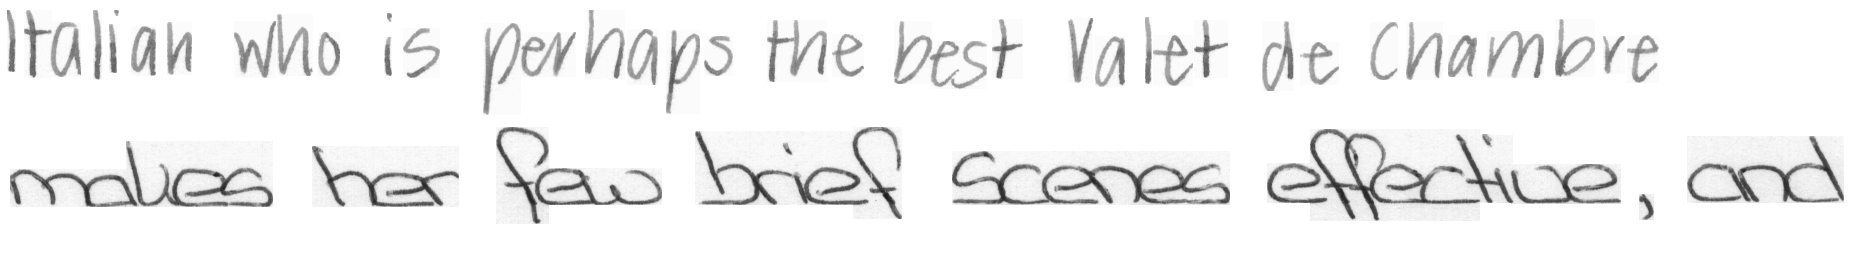 Italian who is perhaps the best Valet de Chambre
makes her few brief scenes effective, and